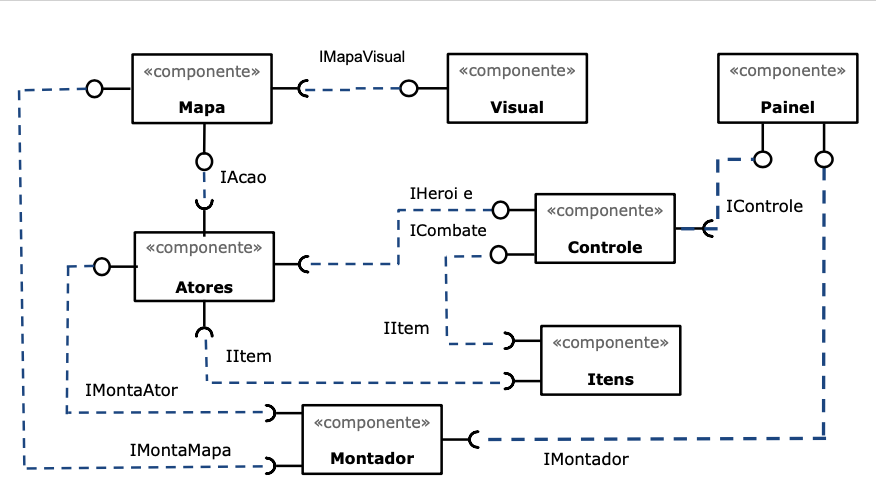 IMapaVisual
«componente»
Mapa
«componente»
Visual
«componente»
Painel
IAcao
IHeroi e
ICombate
«componente»
Controle
IControle
«componente»
Atores
IItem
IItem
«componente»
Itens
IMontaAtor
IMontaMapa
«componente»
Montador
IMontador